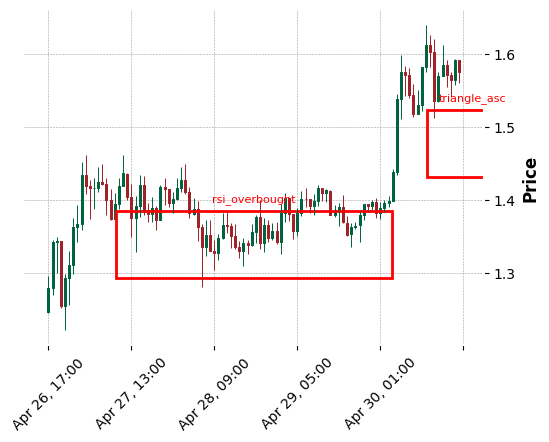 1.6
triangle_asc
1.5
rsi_overbought
1.4
1.3
Price
Apr 26, 17:00
Apr 27, 13:00
Apr 28, 09:00
Apr 29, 05:00
Apr 30, 01:00